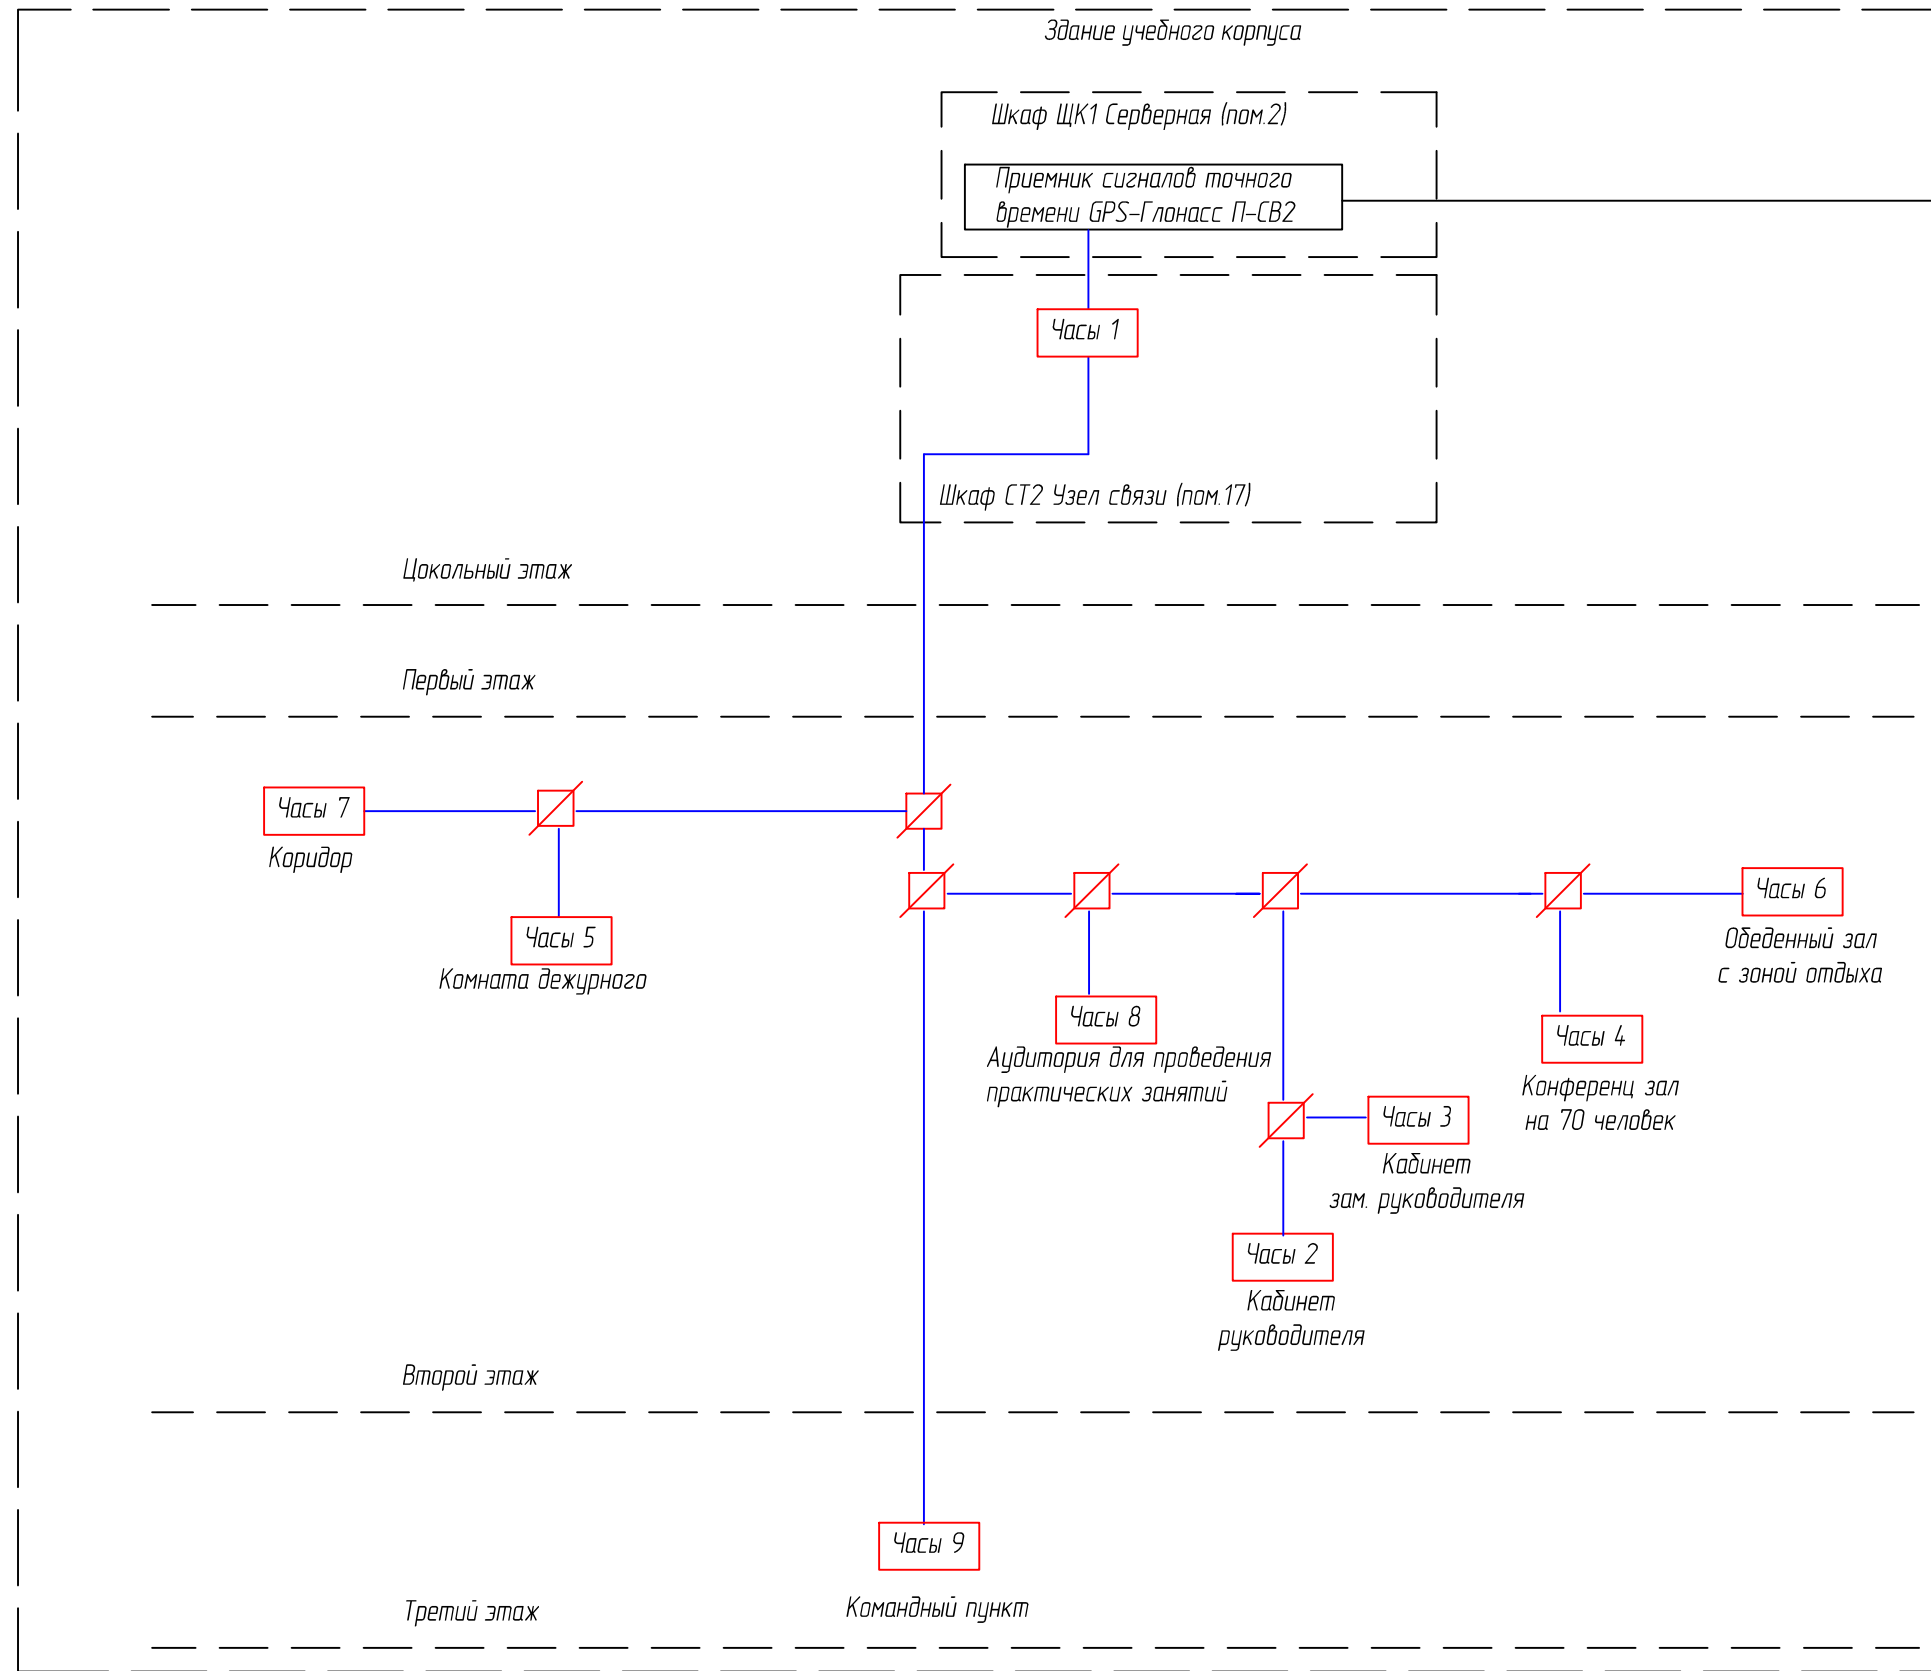 Здание учебного корпуса
Шкаф ЩК1 Серверная (пом.2)
Приемник сигналов точного
времени GPS-Глонасс П-СВ2
Часы 1
Шкаф СТ2 Узел связи (пом.17)
Цокольный этаж
Первый этаж
Часы 7
Коридор
Часы 5
Комната дежурного
Часы 6
Обеденный зал
с зоной отдыха
Часы 8
Аудитория для проведения
практических занятий
Часы 4
Конференц зал
на 70 человек
Часы 3
Кабинет
зам. руководителя
Часы 2
Кабинет
руководителя
Второй этаж
Часы 9
Командный пункт
Третий этаж